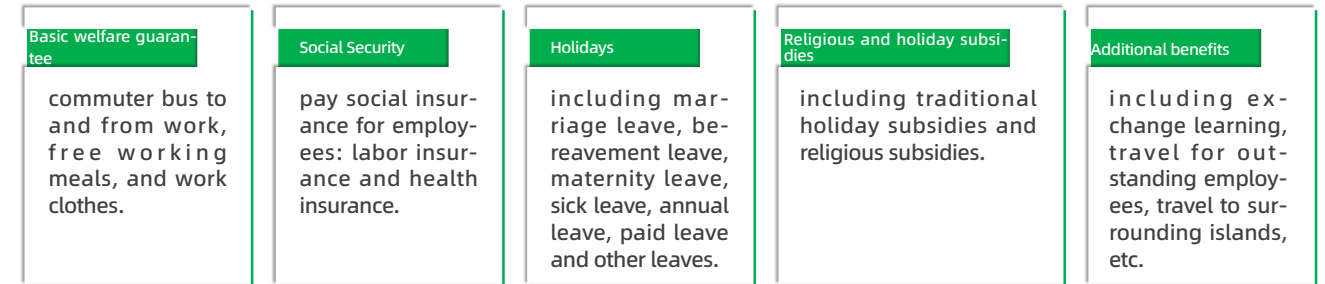 Basic welfare guaran-
tee
commuter bus to
and from work,
free working
meals, and work
clothes.
Social Security
pay social insur-
ance for employ-
ees: labor insur-
ance and health
insurance.
Holidays
including mar-
riage leave, be-
reavement leave,
maternity leave,
sick leave, annual
leave, paid leave
and other leaves.
Religious and holiday subsi-
dies
including traditional
holiday subsidies and
religious subsidies.
Additional benefits
including ex-
change learning,
travel for out-
standing employ-
ees, travel to sur-
rounding islands,
etc.